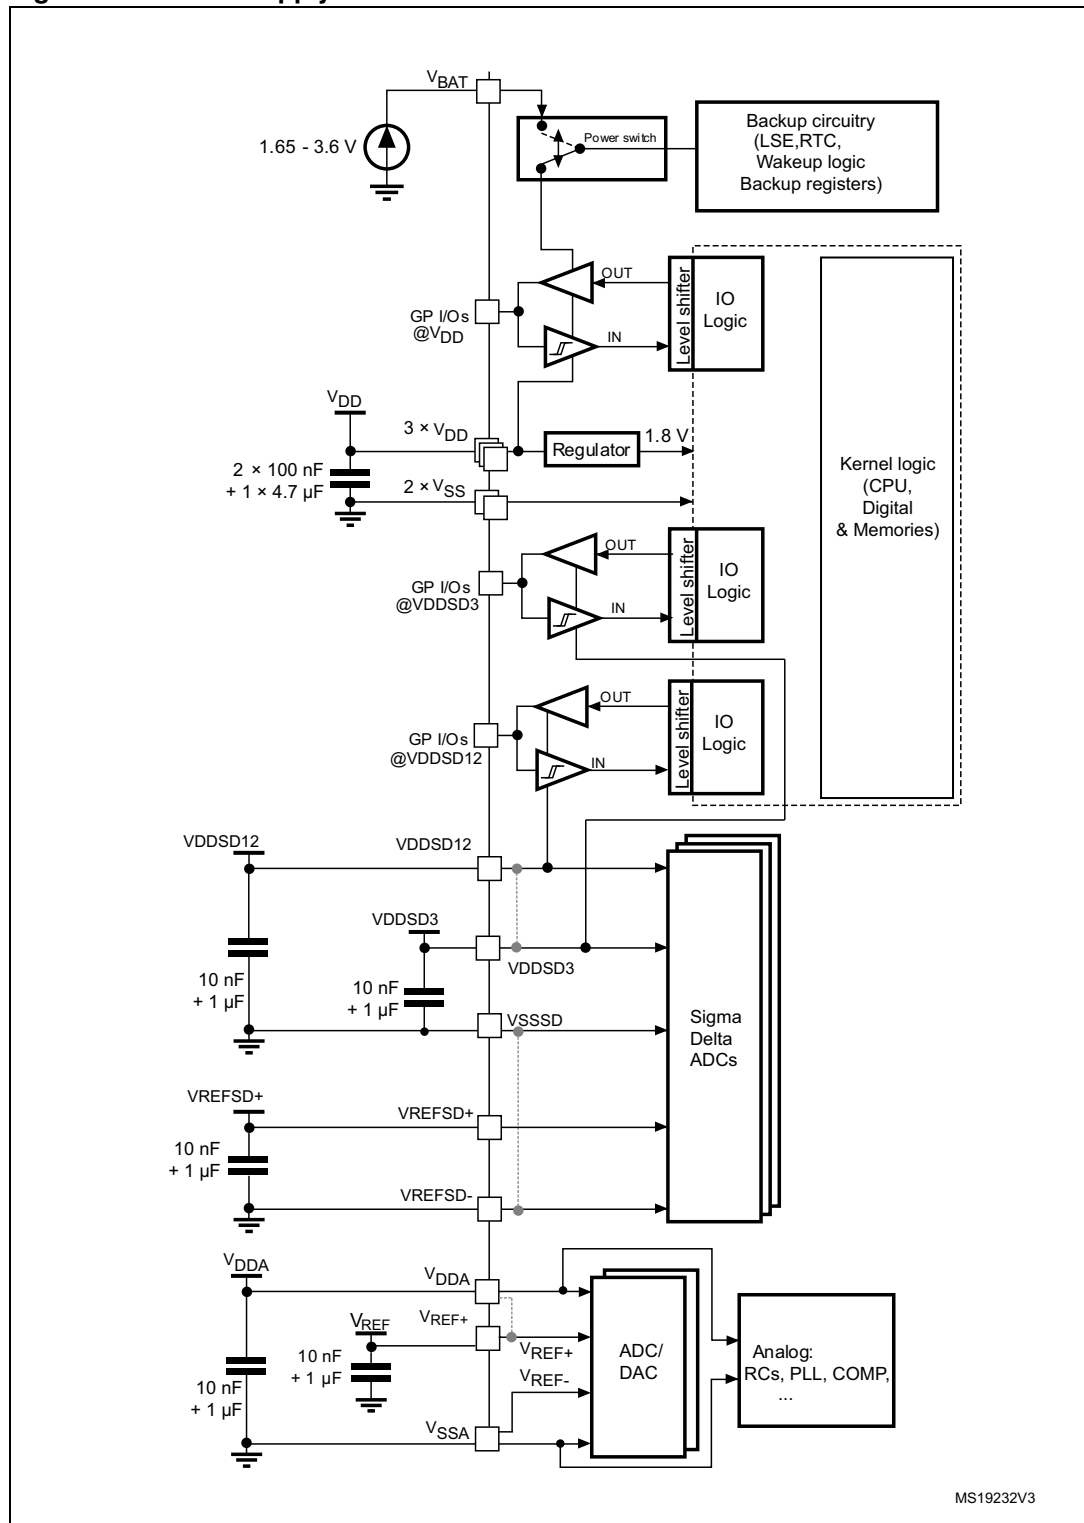 VBAT
1.65 - 3.6 V
Power switch
Backup circuitry
(LSE,RTC,
Wakeup logic
Backup registers)
OUT
IN
GP I/Os
@VDD
Level shifter
IO
Logic
Kernel logic
(CPU,
Digital
& Memories)
VDD
3 × VDD
Regulator
1.8 V
2 × 100 nF
+ 1 × 4.7 μF
2 × VSS
OUT
IN
GP I/Os
@VDDSD3
Level shifter
IO
Logic
OUT
IN
GP I/Os
@VDDSD12
Level shifter
IO
Logic
VDDSD12
VDDSD12
VDDSD3
VDDSD3
10 nF
+ 1 μF
10 nF
+ 1 μF
VSSSD
Sigma
Delta
ADCs
VREFSD+
VREFSD+
10 nF
+ 1 μF
VREFSD-
VDDA
VDDA
VREF+
VREF
VREF+
10 nF
+ 1 μF
VREF-
10 nF
+ 1 μF
VSSA
ADC/
DAC
Analog:
RCs, PLL, COMP,
...
MS19232V3